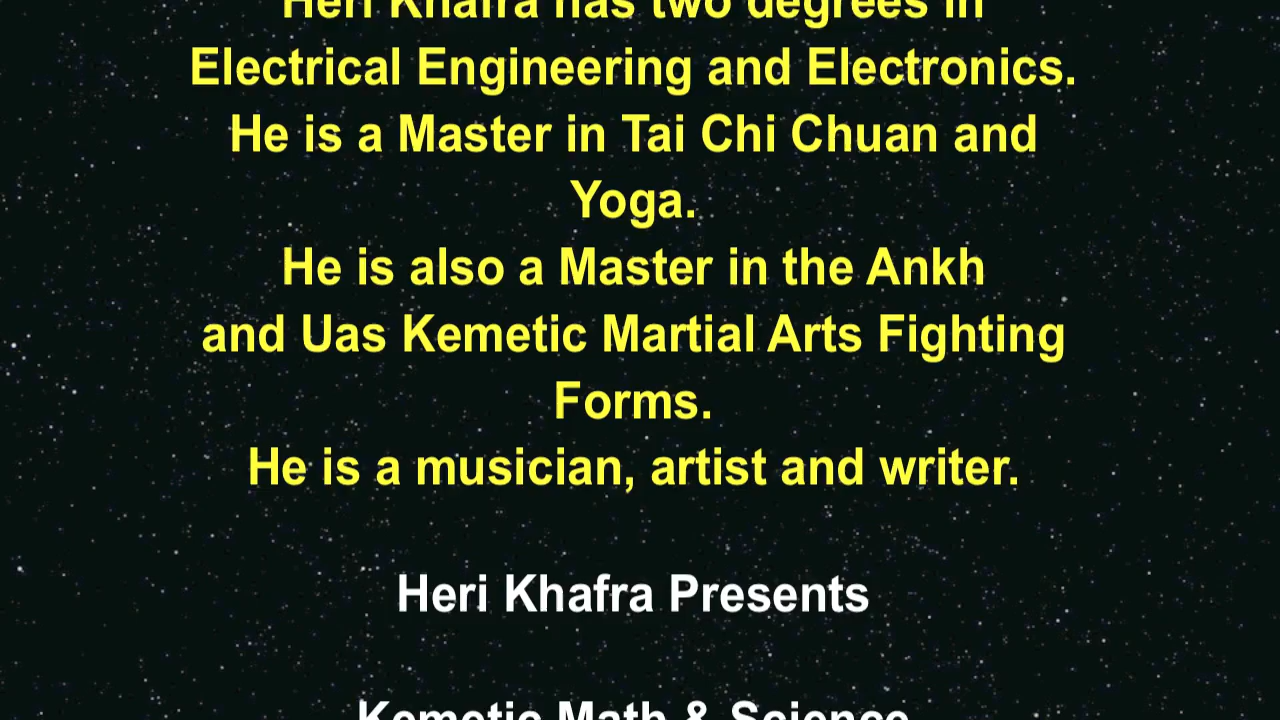 Heri Khafra has two degrees in
Electrical Engineering and Electronics.
He is a Master in Tai Chi Chuan and
Yoga.
He is also a Master in the Ankh
and Uas Kemetic Martial Arts Fighting
Forms.
He is a musician, artist and writer.
Heri Khafra Presents
Kemetic Math & Science